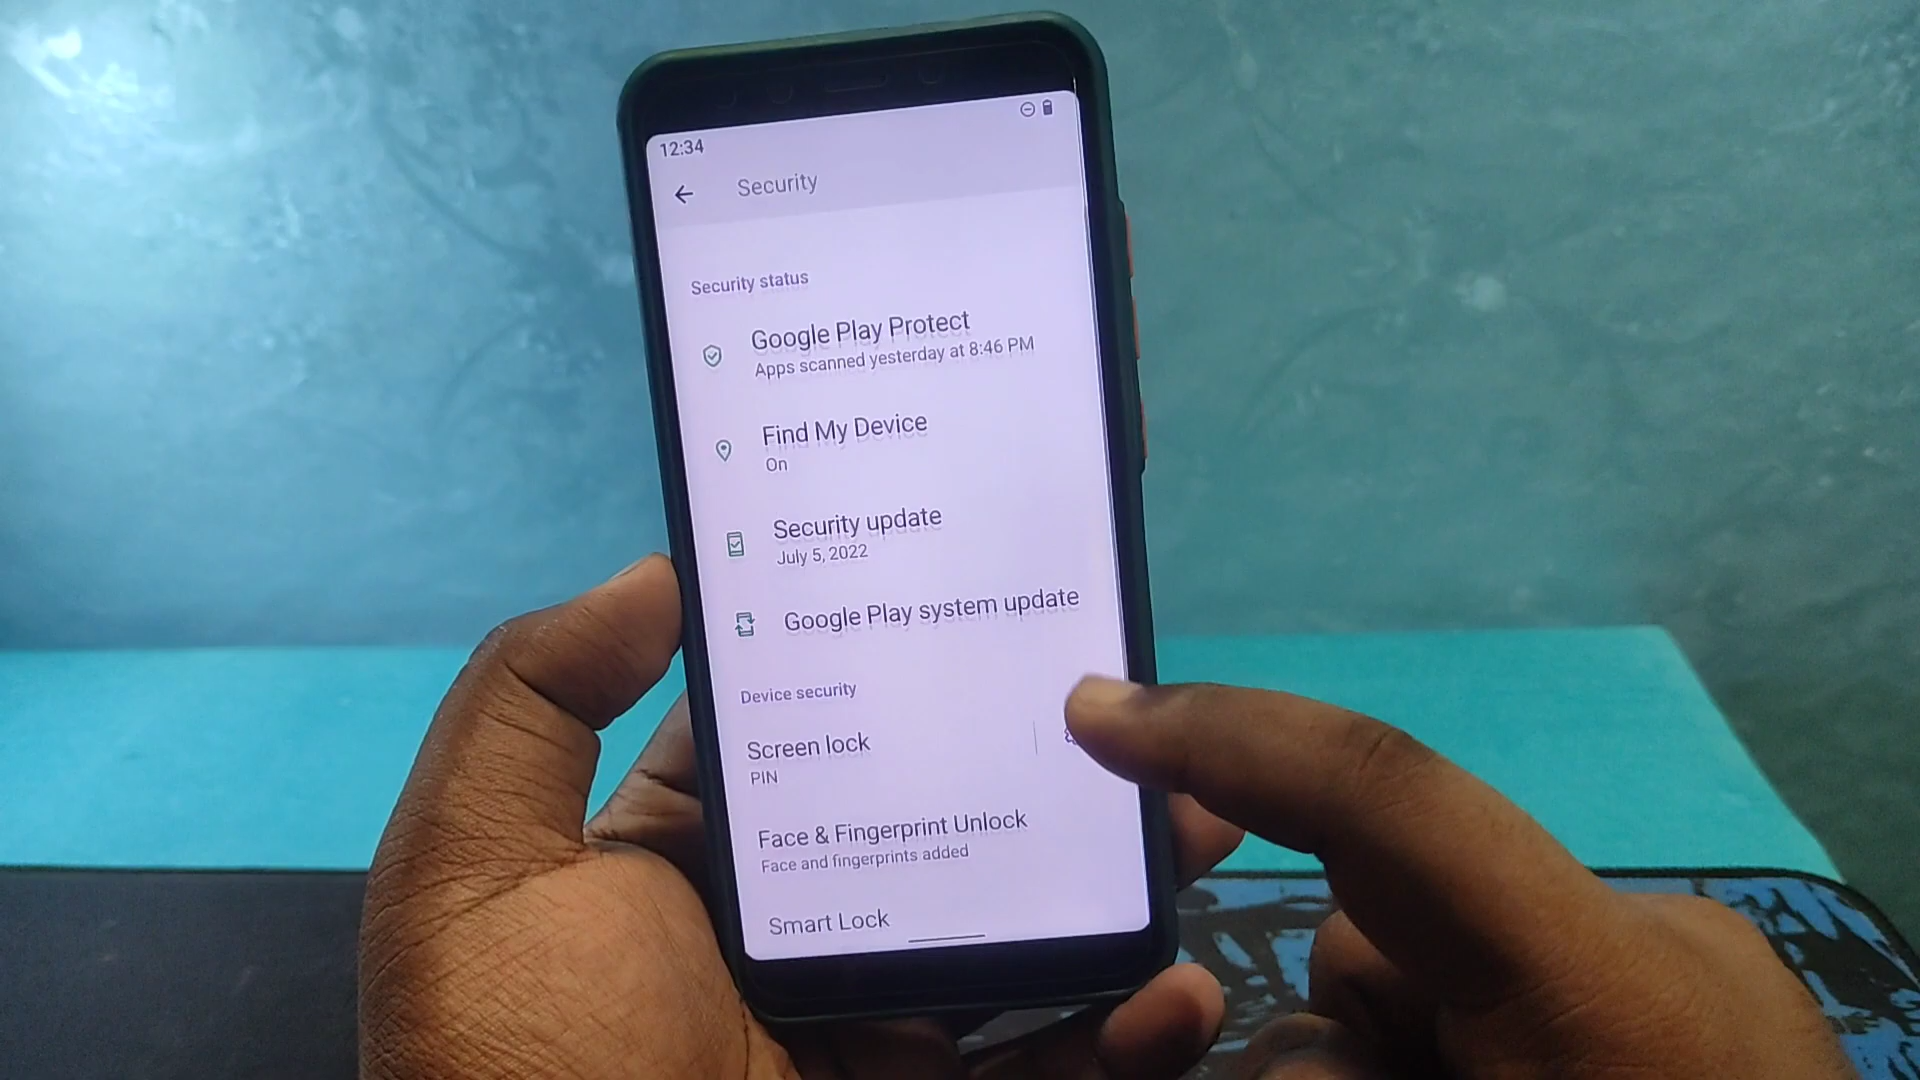 12:34
Security
Security status
Google Play Protect
Apps scanned yesterday at 8:46 PM
Find My Device
On
Security update
July 5, 2022
Google Play system update
Device security
Screen lock
PIN
Face & Fingerprint Unlock
Face and fingerprints added
Smart Lock